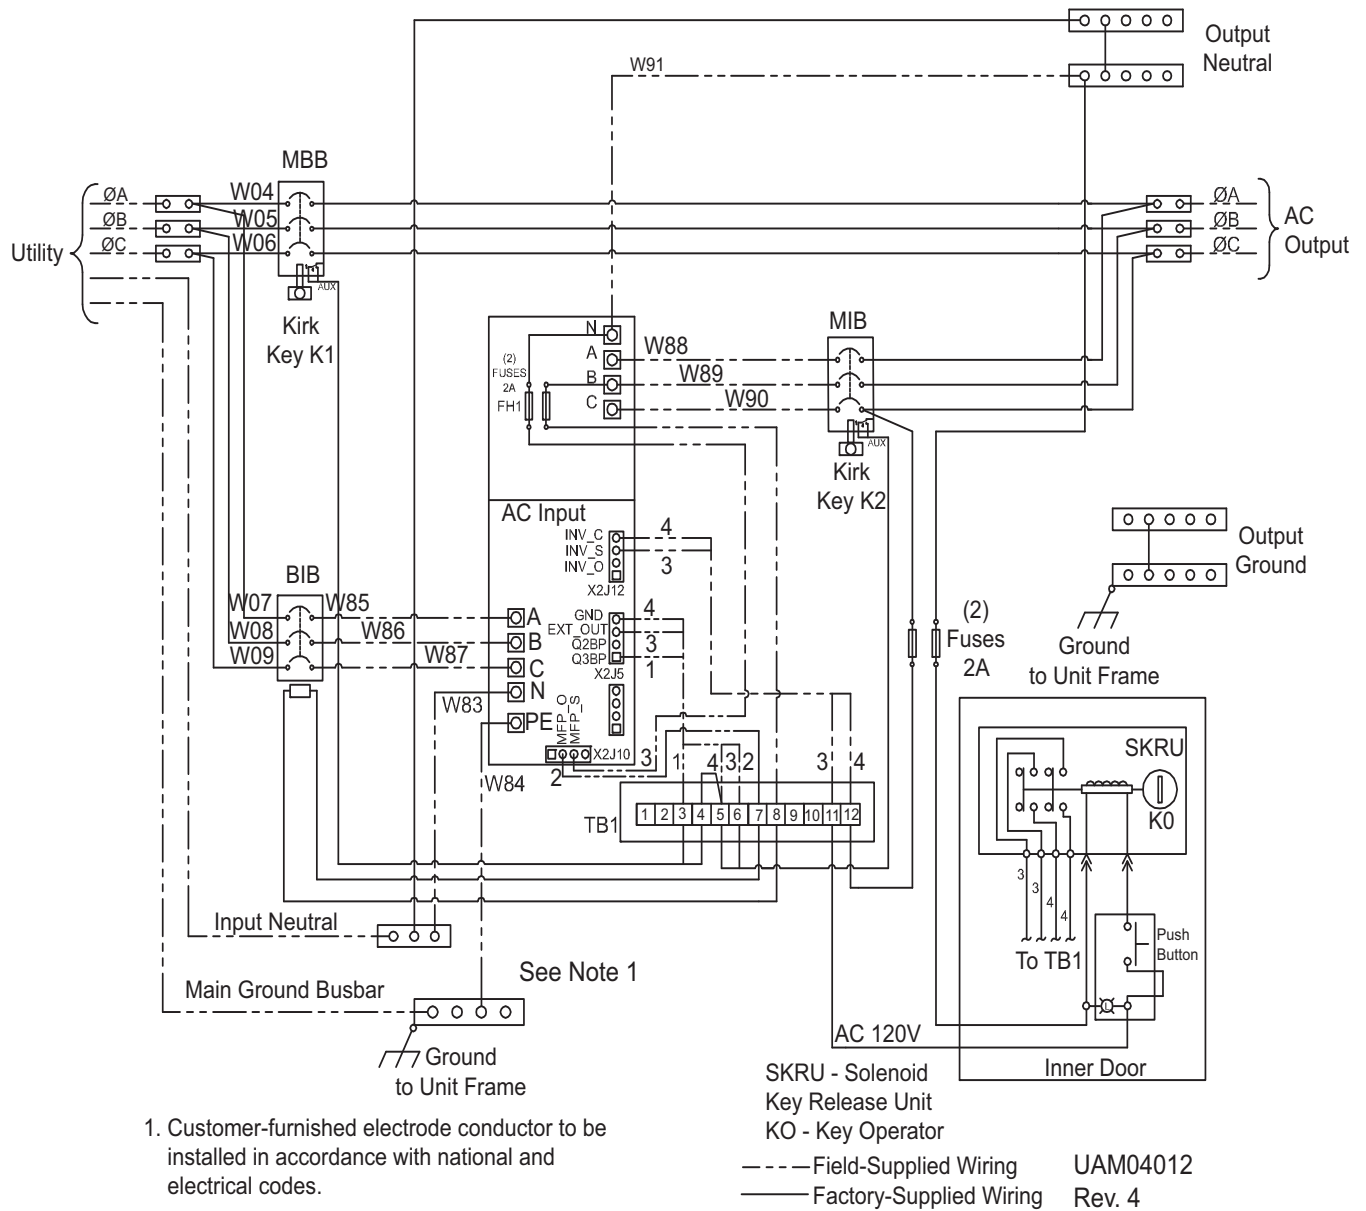 Output
Neutral
W91
MBB
ØA
ØB
ØC
Utility
W04
W05
W06
AUX
Kirk
Key K1
ØA
ØB
ØC
AC
Output
N
A
B
C
(2)
FUSES
2A
FH1
W88
W89
W90
MIB
AUX
Kirk
Key K2
AC Input
INV_C
INV_S
INV_O
X2J12
4
3
GND
EXT_OUT
Q2BP
Q3BP
X2J5
4
3
1
Output
Ground
Ground
to Unit Frame
(2)
Fuses
2A
BIB
W07
W08
W09
W85
W86
W87
A
B
C
N
PE
W83
W84
MFP_O
MFP_S
X2J10
2
3
1
4
3
2
3
4
TB1
1 2 3 4 5 6 7 8 9 10 11 12
SKRU
K0
3
3
4
4
To TB1
Push
Button
L
Inner Door
AC 120V
Input Neutral
See Note 1
Main Ground Busbar
Ground
to Unit Frame
SKRU - Solenoid
Key Release Unit
KO - Key Operator
1. Customer-furnished electrode conductor to be
installed in accordance with national and
electrical codes.
Field-Supplied Wiring
Factory-Supplied Wiring
UAM04012
Rev. 4